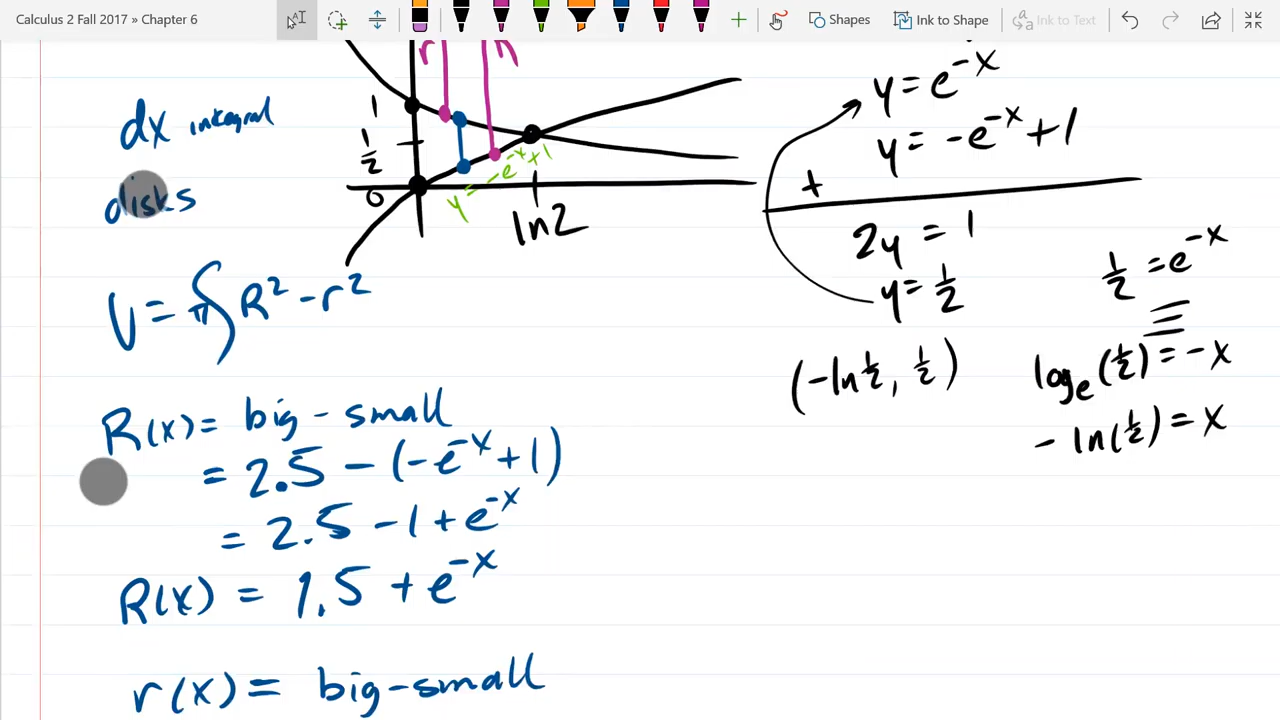 Calculus 2 Fall 2017 » Chapter 6
Shapes
Ink to Shape
Ink to Text
r
dx integral
disks
1
1/2
0
y = -e^-x + 1
ln2
V = π∫R² - r²
R(x) = big - small
= 2.5 - (-e^-x + 1)
= 2.5 - 1 + e^-x
R(x) = 1.5 + e^-x
r(x) = big - small
y = e^-x
y = -e^-x + 1
+
2y = 1
y = 1/2
(-ln 1/2, 1/2)
1/2 = e^-x
log_e (1/2) = -x
- ln(1/2) = x